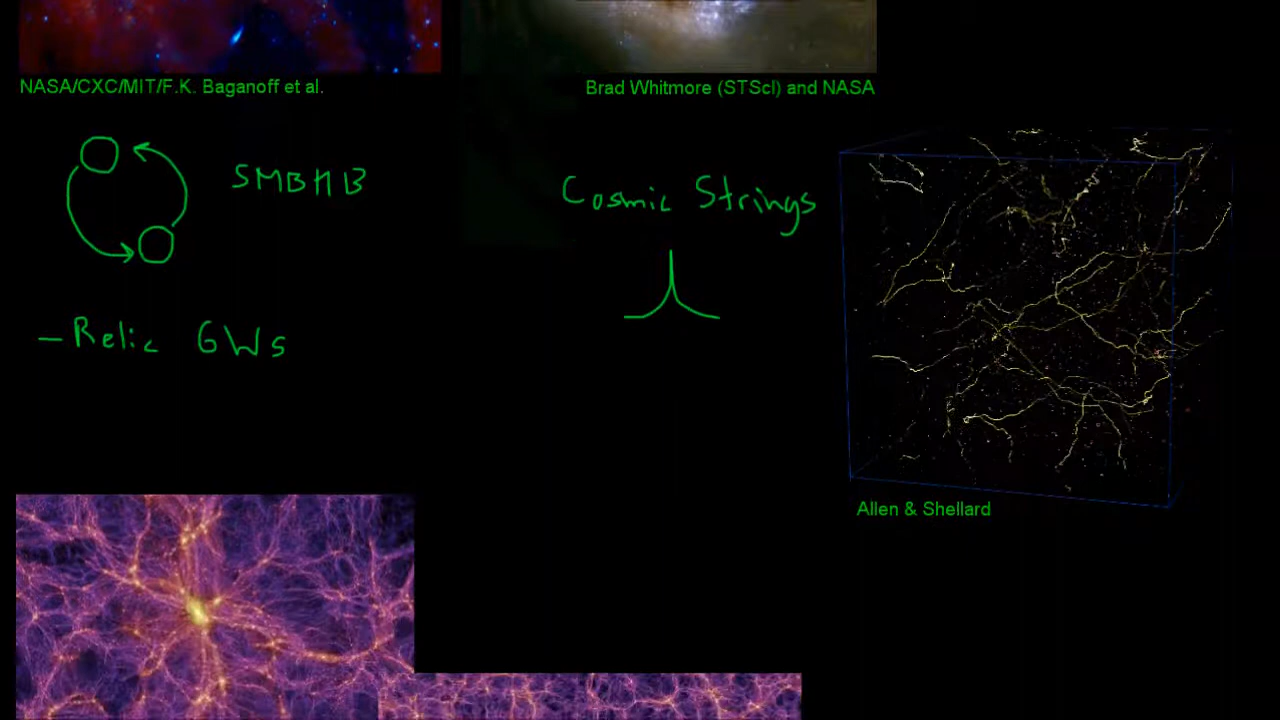 NASA/CXC/MIT/F.K. Baganoff et al.
Brad Whitmore (STScI) and NASA
SMBHB
Cosmic Strings
- Relic GWs
Allen & Shellard